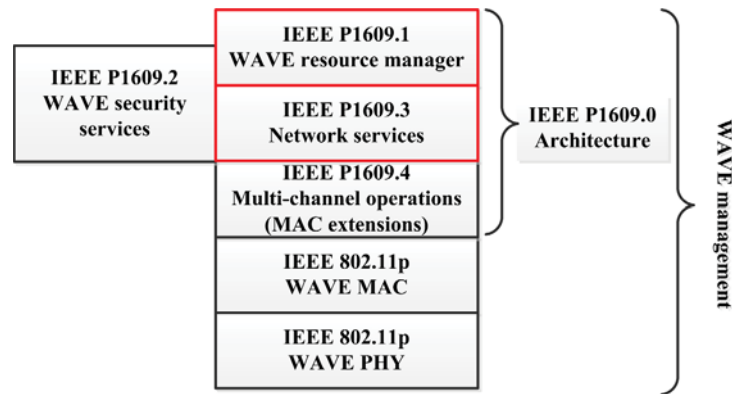 IEEE P1609.2
WAVE security
services
IEEE P1609.1
WAVE resource manager
IEEE P1609.3
Network services
IEEE P1609.4
Multi-channel operations
(MAC extensions)
IEEE 802.11p
WAVE MAC
IEEE 802.11p
WAVE PHY
IEEE P1609.0
Architecture
WAVE management